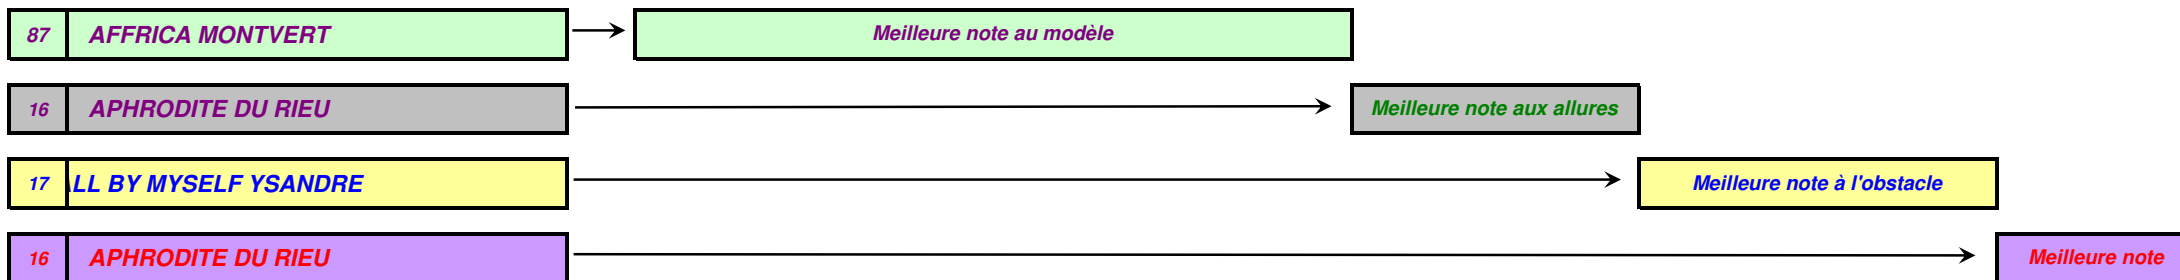 87 AFFRICA MONTVERT Meilleure note au modèle
16 APHRODITE DU RIEU Meilleure note aux allures
17 LL BY MYSELF YSANDRE Meilleure note à l'obstacle
16 APHRODITE DU RIEU Meilleure note